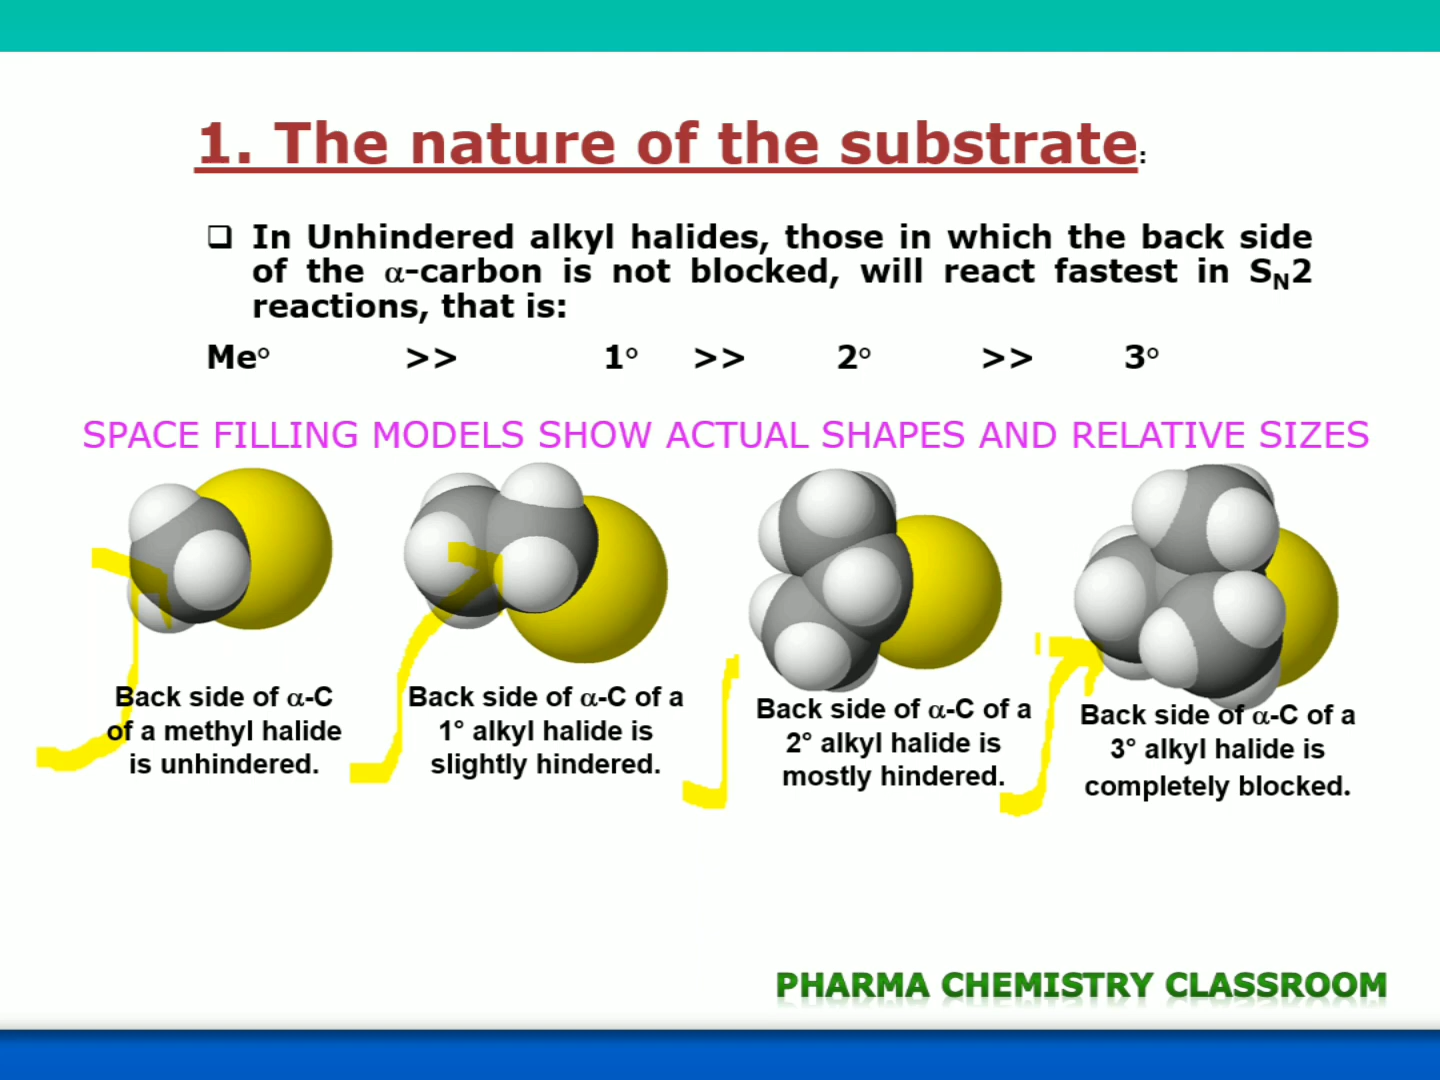 1. The nature of the substrate:
❑ In Unhindered alkyl halides, those in which the back side
of the α-carbon is not blocked, will react fastest in SN2
reactions, that is:
Me° >> 1° >> 2° >> 3°
SPACE FILLING MODELS SHOW ACTUAL SHAPES AND RELATIVE SIZES
Back side of α-C
of a methyl halide
is unhindered.
Back side of α-C of a
1° alkyl halide is
slightly hindered.
Back side of α-C of a
2° alkyl halide is
mostly hindered.
Back side of α-C of a
3° alkyl halide is
completely blocked.
PHARMA CHEMISTRY CLASSROOM